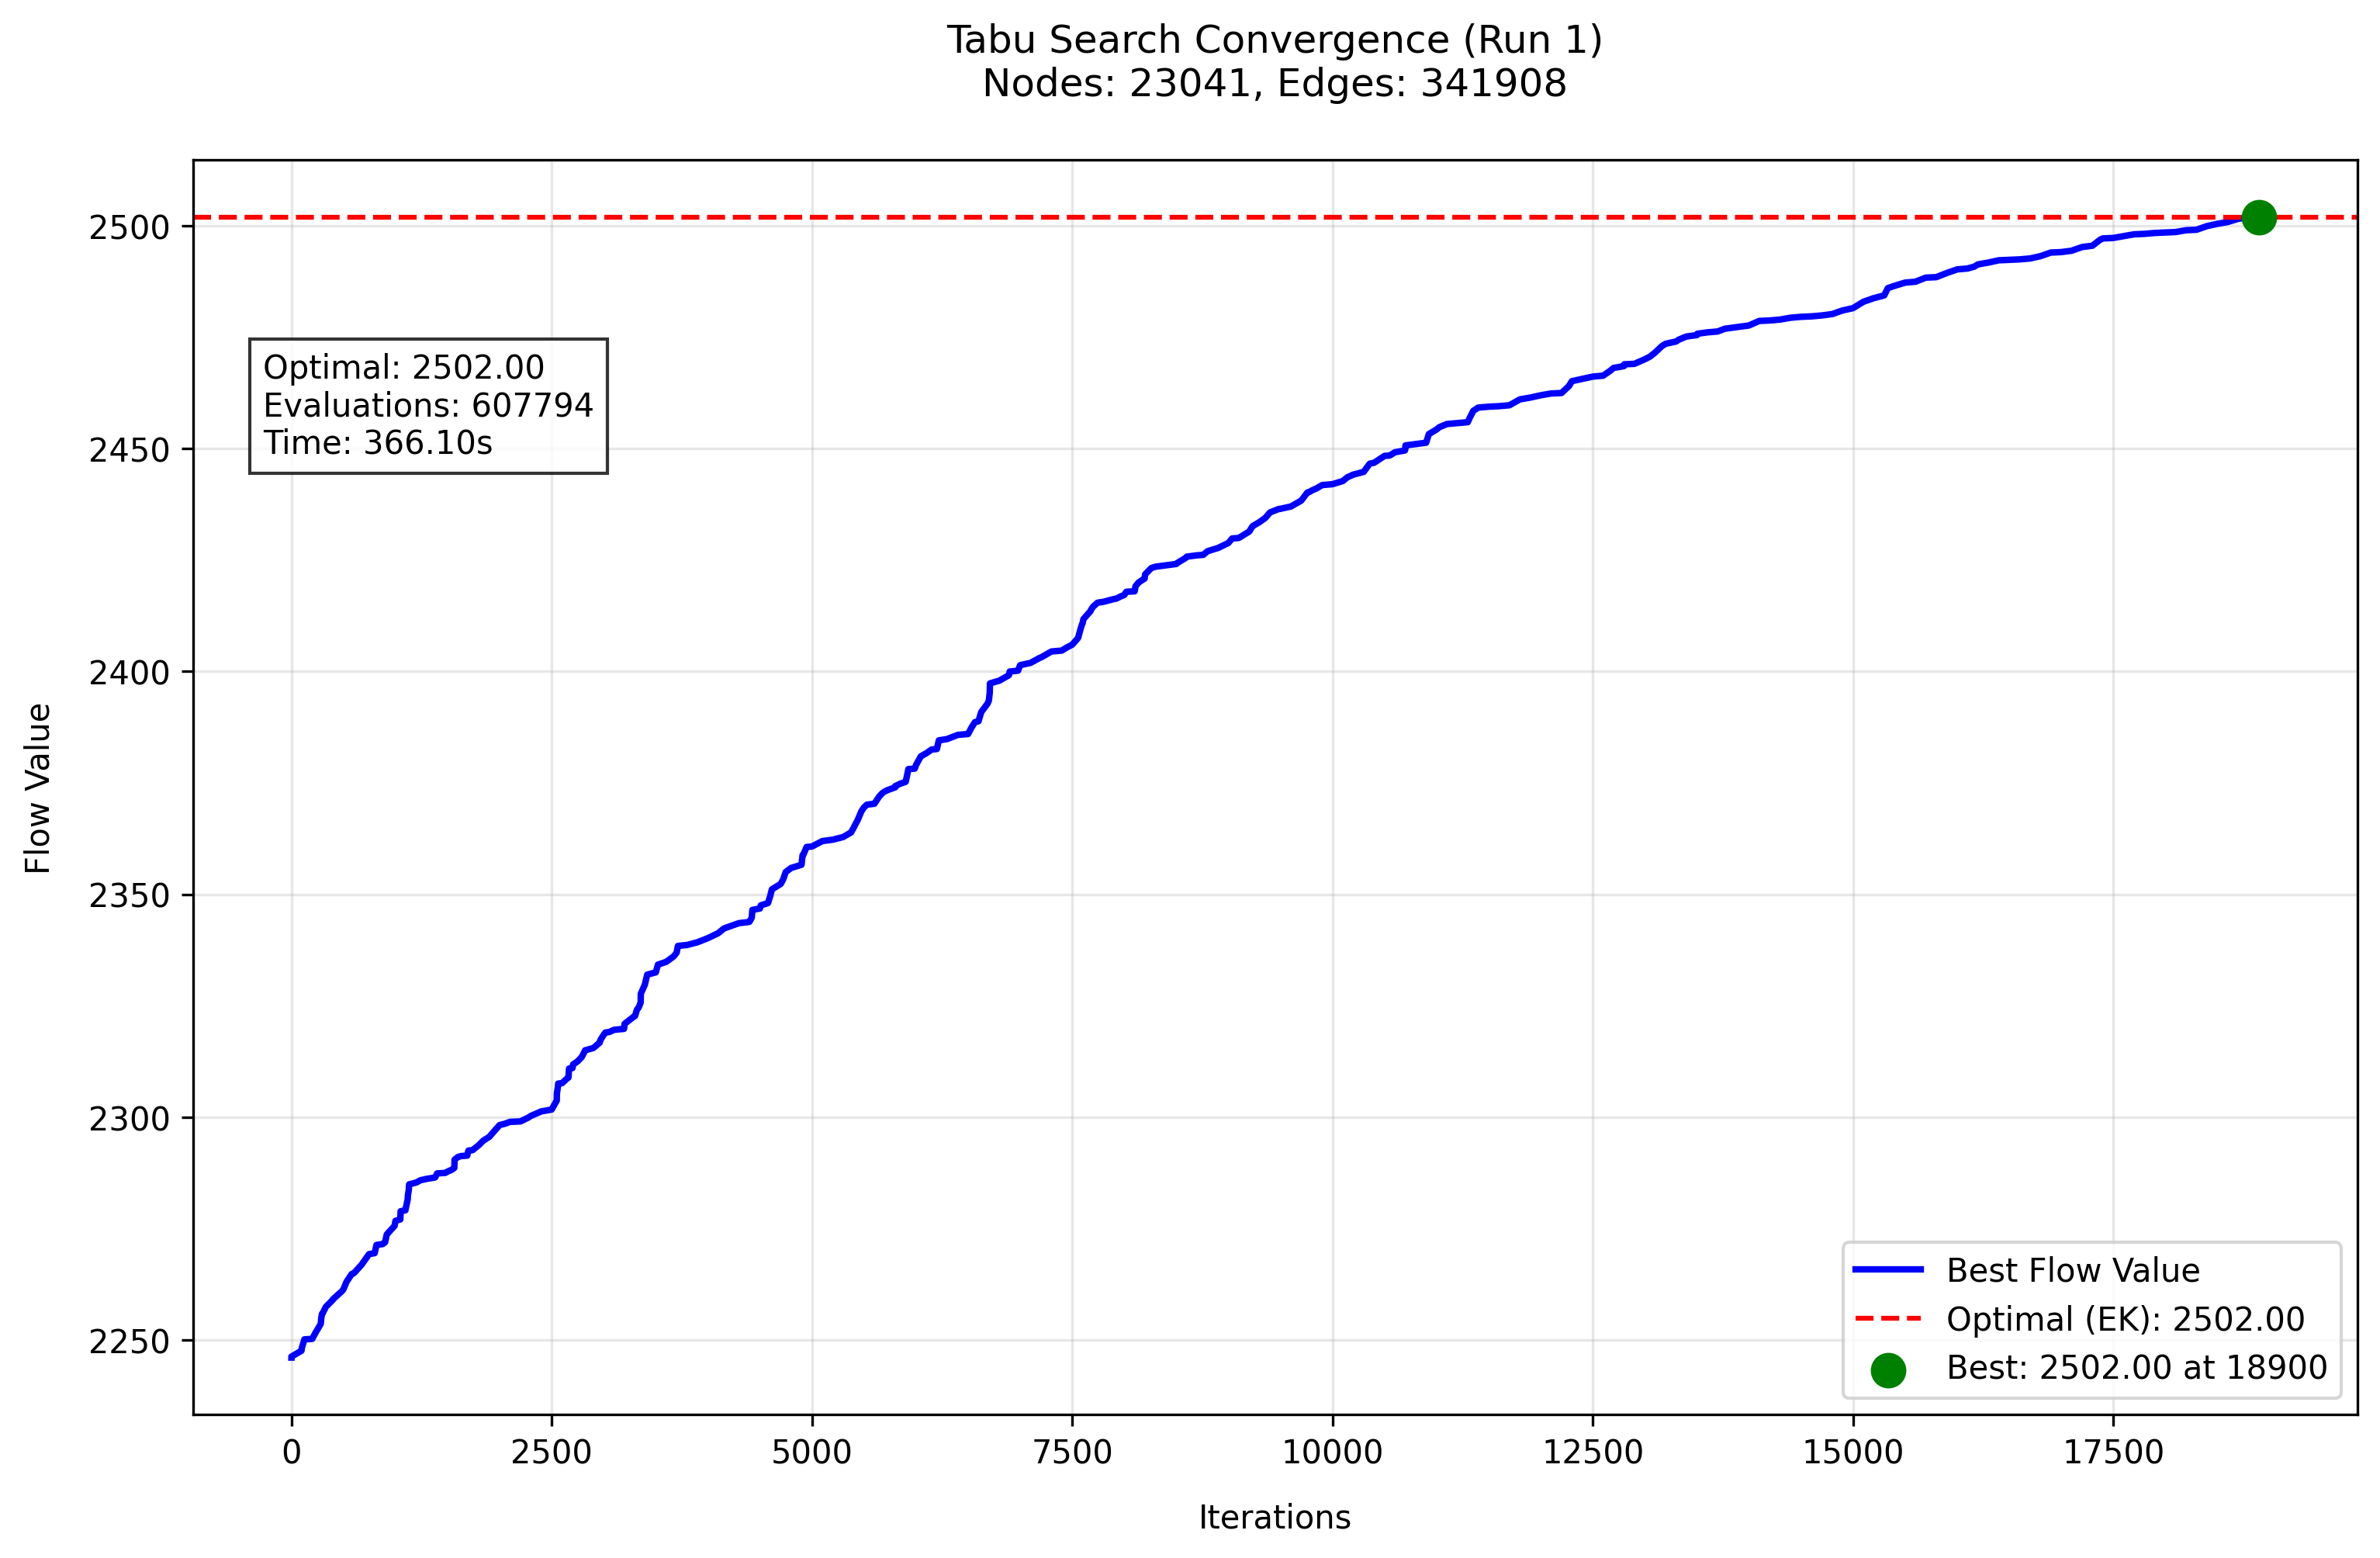 Tabu Search Convergence (Run 1)
Nodes: 23041, Edges: 341908
Flow Value
2500
2450
2400
2350
2300
2250
Optimal: 2502.00
Evaluations: 607794
Time: 366.10s
Best Flow Value
Optimal (EK): 2502.00
Best: 2502.00 at 18900
0 2500 5000 7500 10000 12500 15000 17500
Iterations